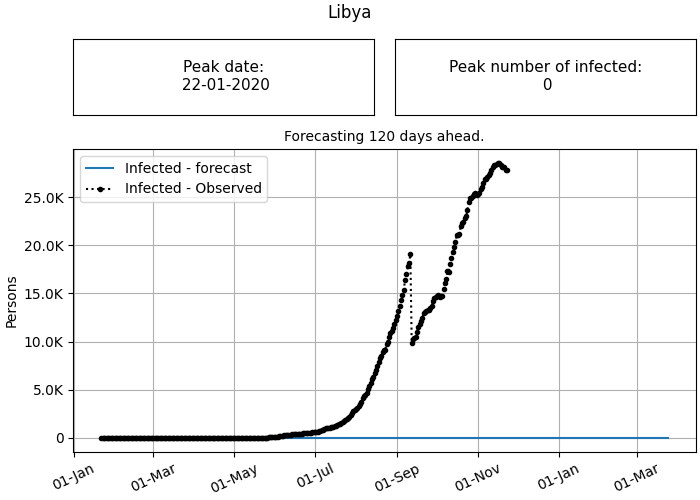 Libya
Peak date:
22-01-2020
Peak number of infected:
0
Forecasting 120 days ahead.
Infected - forecast
Infected - Observed
Persons
25.0K
20.0K
15.0K
10.0K
5.0K
0
01-Jan 01-Mar 01-May 01-Jul 01-Sep 01-Nov 01-Jan 01-Mar